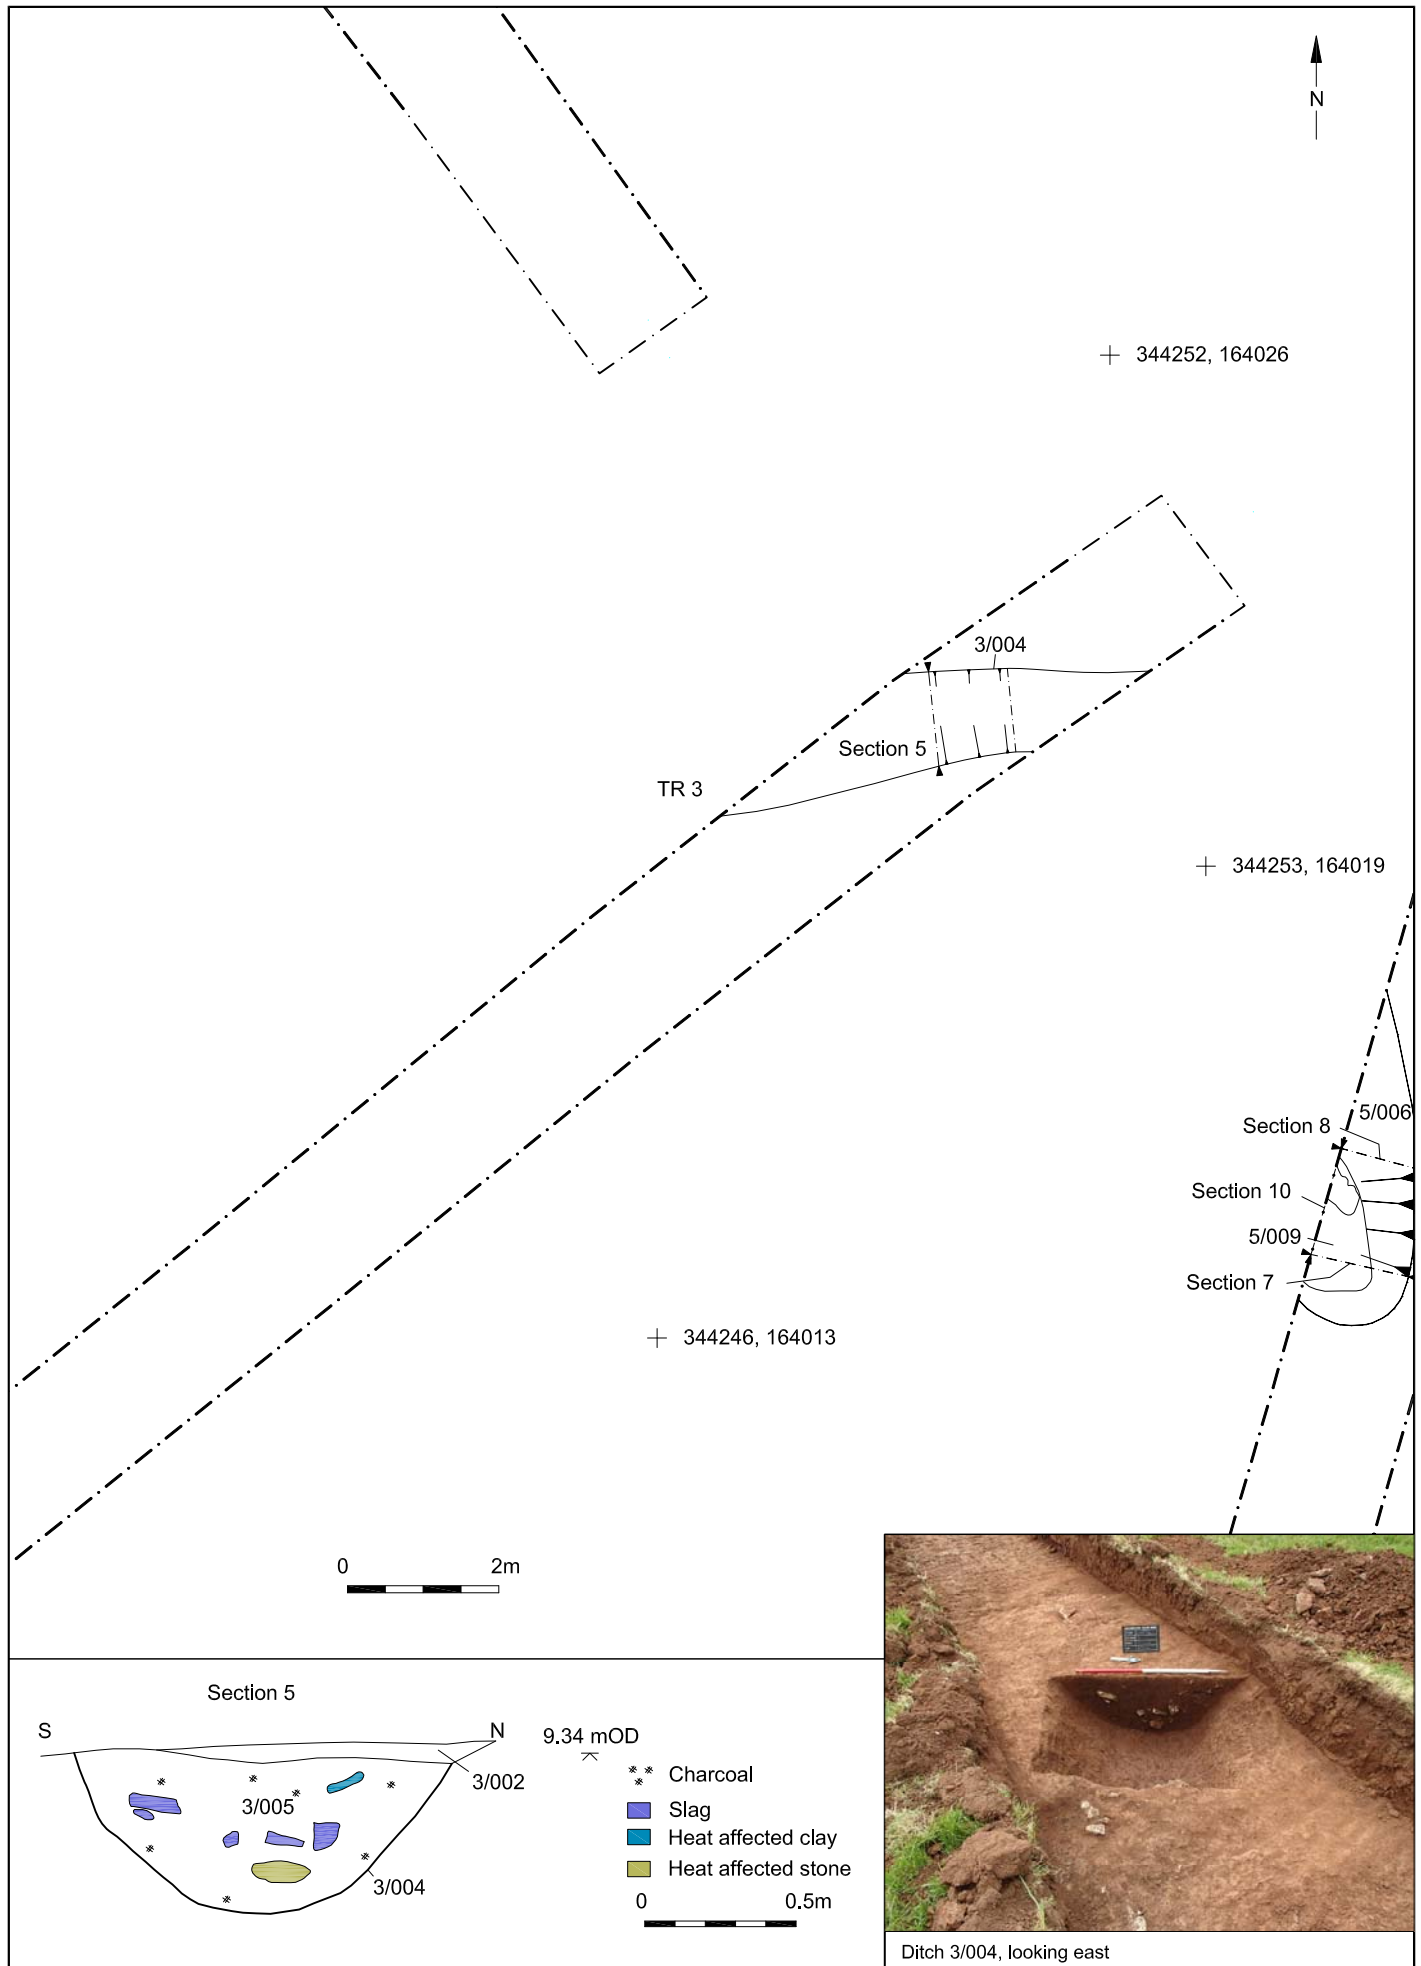 N
344252, 164026
3/004
Section 5
TR 3
344253, 164019
5/006
Section 8
Section 10
5/009
Section 7
344246, 164013
0 2m
Section 5
S N 9.34 mOD
3/002
3/005
3/004
Charcoal
Slag
Heat affected clay
Heat affected stone
0 0.5m
Ditch 3/004, looking east